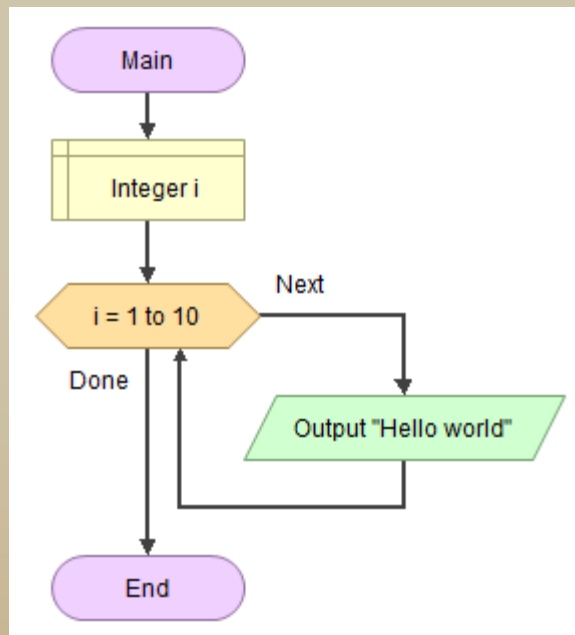 Main
Integer i
i = 1 to 10
Next
Done
Output "Hello world"
End